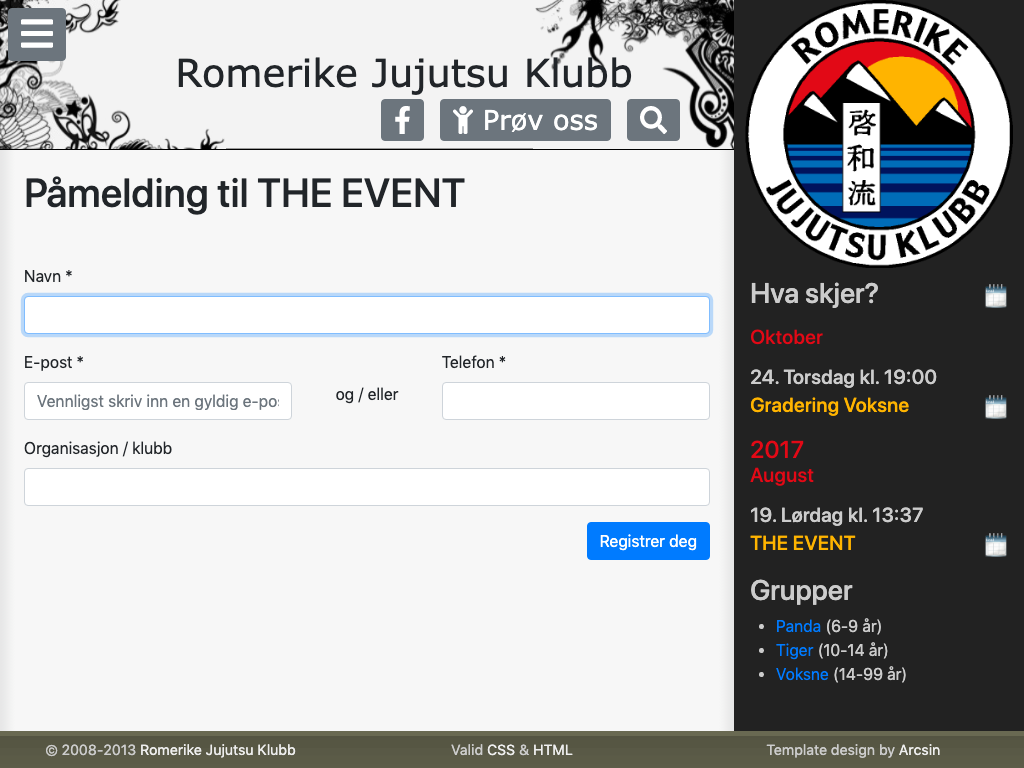 Romerike Jujutsu Klubb
Prøv oss
Påmelding til THE EVENT
Navn *
E-post *
Telefon *
Vennligst skriv inn en gyldig e-po
og / eller
Organisasjon / klubb
Registrer deg
ROMERIKE
啓和流
JUJUTSU KLUBB
Hva skjer?
Oktober
24. Torsdag kl. 19:00
Gradering Voksne
2017
August
19. Lørdag kl. 13:37
THE EVENT
Grupper
Panda (6-9 år)
Tiger (10-14 år)
Voksne (14-99 år)
© 2008-2013 Romerike Jujutsu Klubb
Valid CSS & HTML
Template design by Arcsin